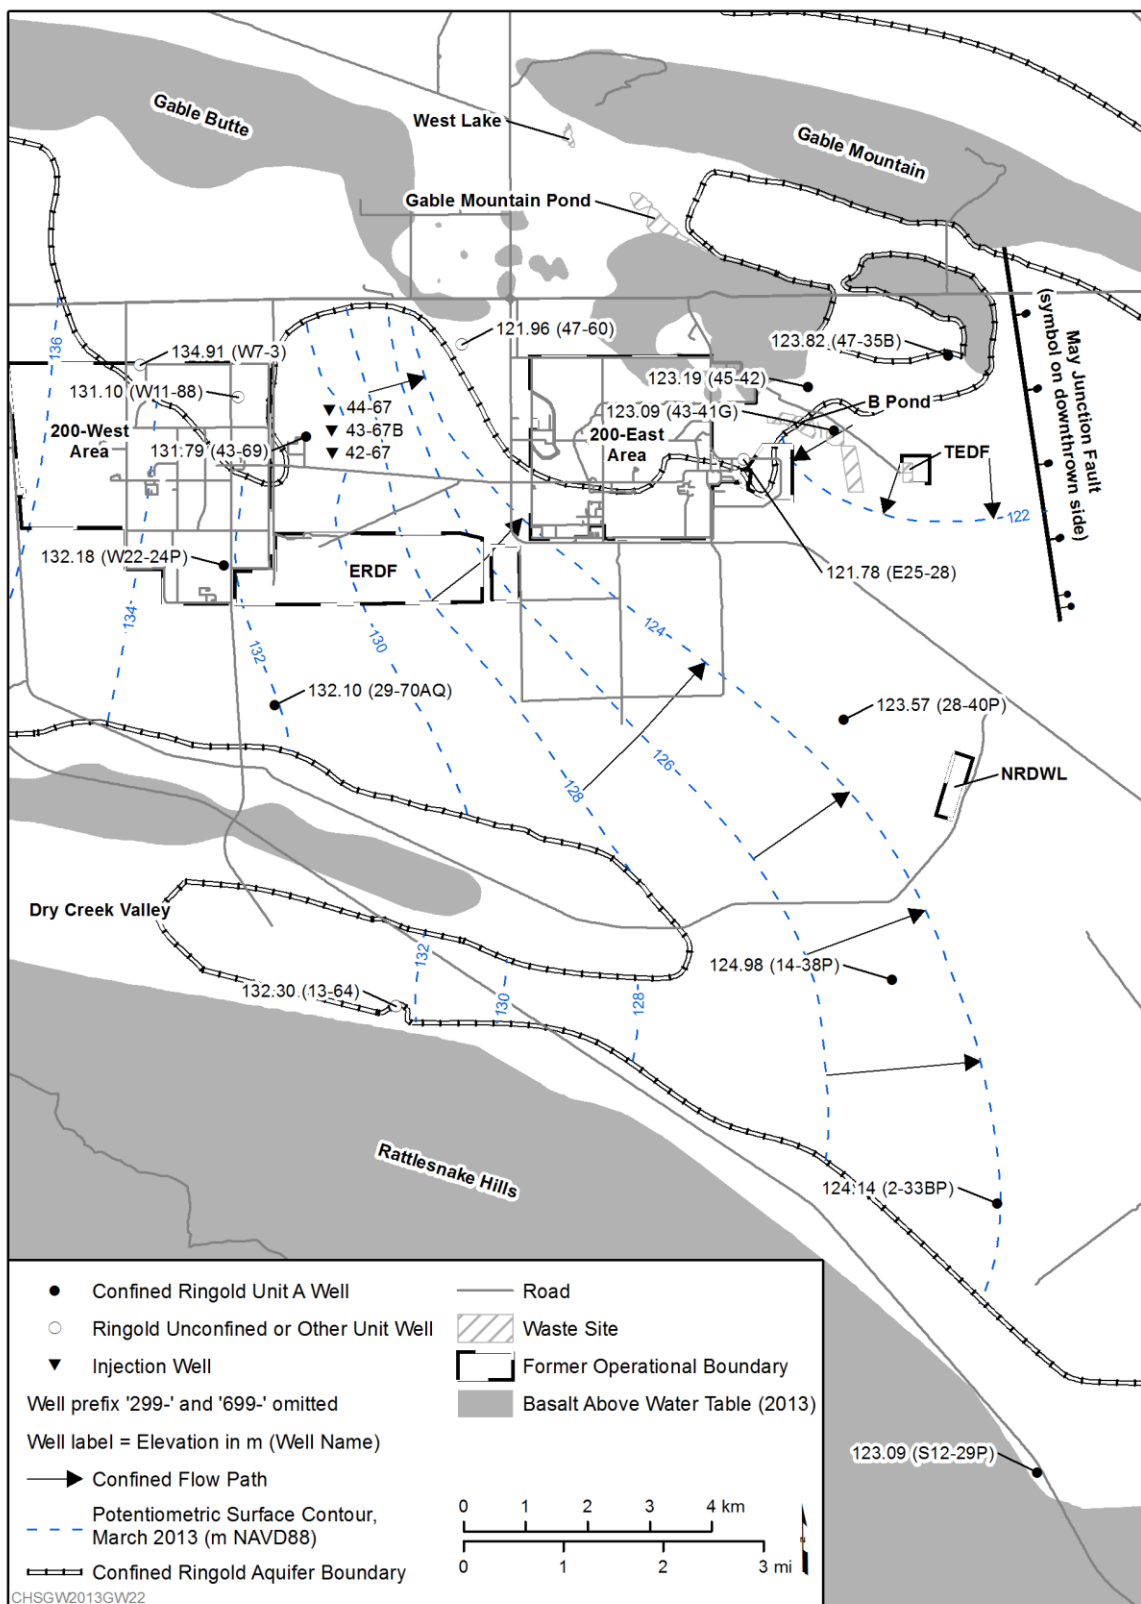 Gable Butte
West Lake
Gable Mountain
Gable Mountain Pond
May Junction Fault
(symbol on downthrown side)
136
134.91 (W7-3)
121.96 (47-60)
123.82 (47-35B)
131.10 (W11-88)
123.19 (45-42)
44-67
123.09 (43-41G)
B Pond
200-West
Area
43-67B
200-East
Area
131.79 (43-69)
42-67
TEDF
122
132.18 (W22-24P)
ERDF
121.78 (E25-28)
134
132
130
124
132.10 (29-70AQ)
123.57 (28-40P)
126
128
NRDWL
Dry Creek Valley
132
130
128
124.98 (14-38P)
132.30 (13-64)
Rattlesnake Hills
124.14 (2-33BP)
123.09 (S12-29P)
Confined Ringold Unit A Well
Ringold Unconfined or Other Unit Well
Injection Well
Well prefix '299-' and '699-' omitted
Well label = Elevation in m (Well Name)
Confined Flow Path
Potentiometric Surface Contour,
March 2013 (m NAVD88)
Confined Ringold Aquifer Boundary
Road
Waste Site
Former Operational Boundary
Basalt Above Water Table (2013)
0 1 2 3 4 km
0 1 2 3 mi
CHSGW2013GW22